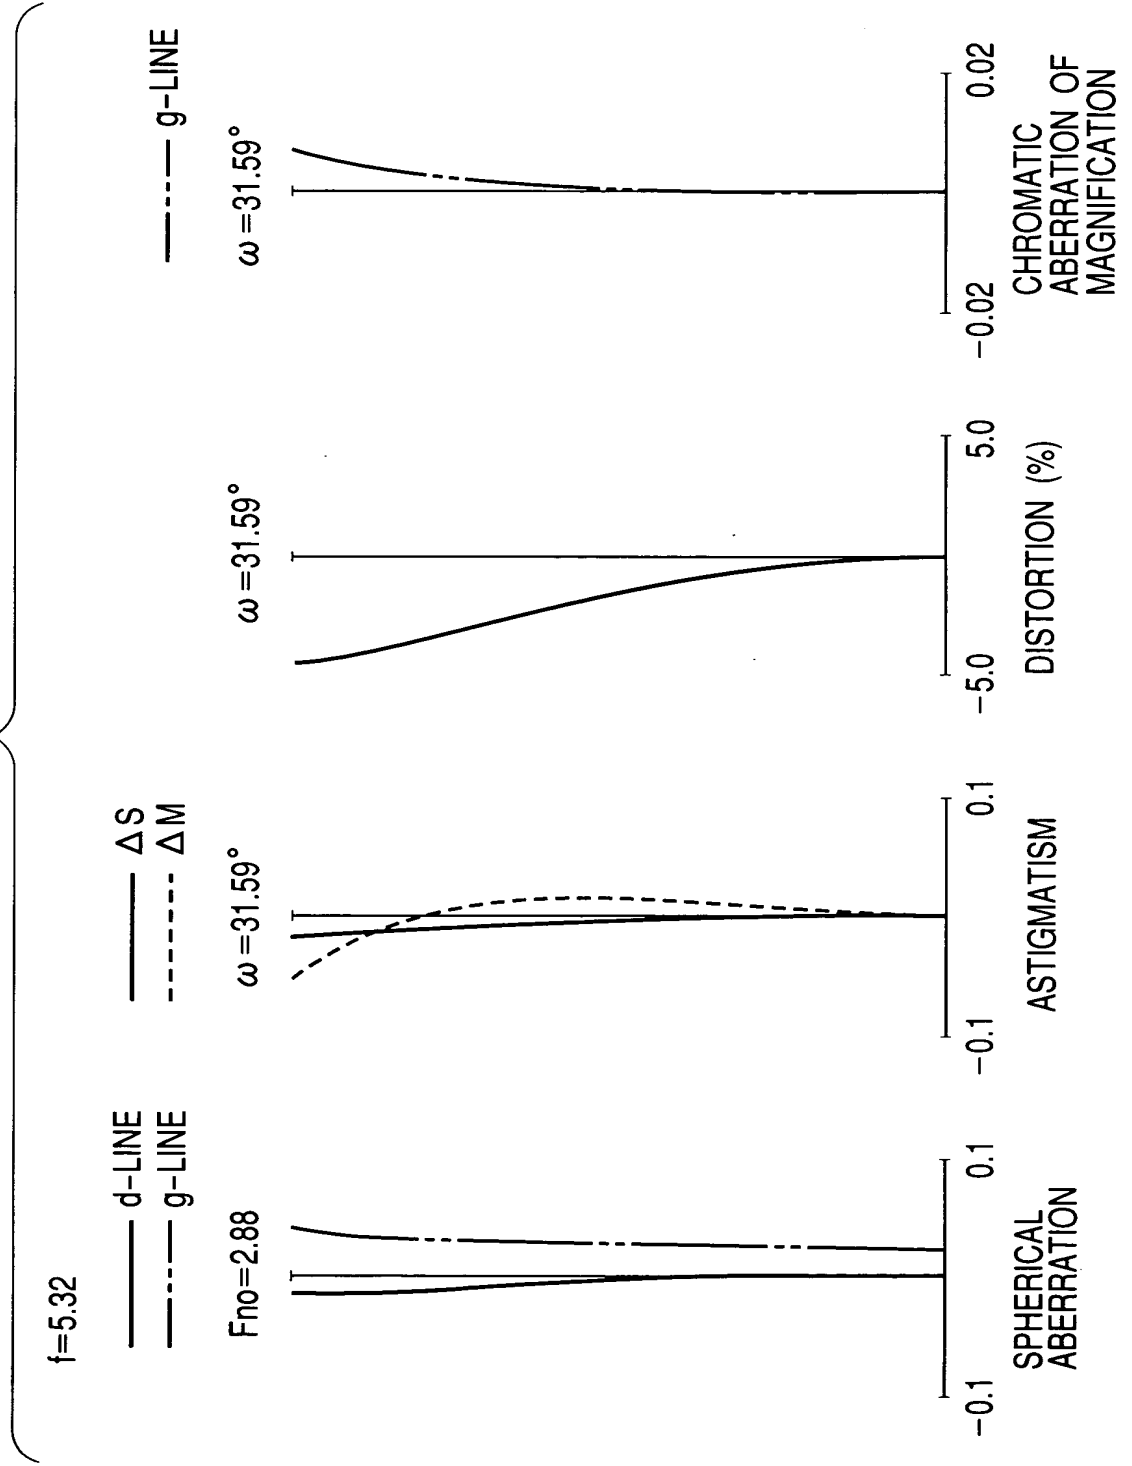 f=5.32
d-LINE
g-LINE
Fno=2.88
-0.1
0.1
SPHERICAL
ABERRATION
ΔS
ΔM
ω=31.59°
-0.1
0.1
ASTIGMATISM
ω=31.59°
-5.0
5.0
DISTORTION (%)
g-LINE
ω=31.59°
-0.02
0.02
CHROMATIC
ABERRATION OF
MAGNIFICATION